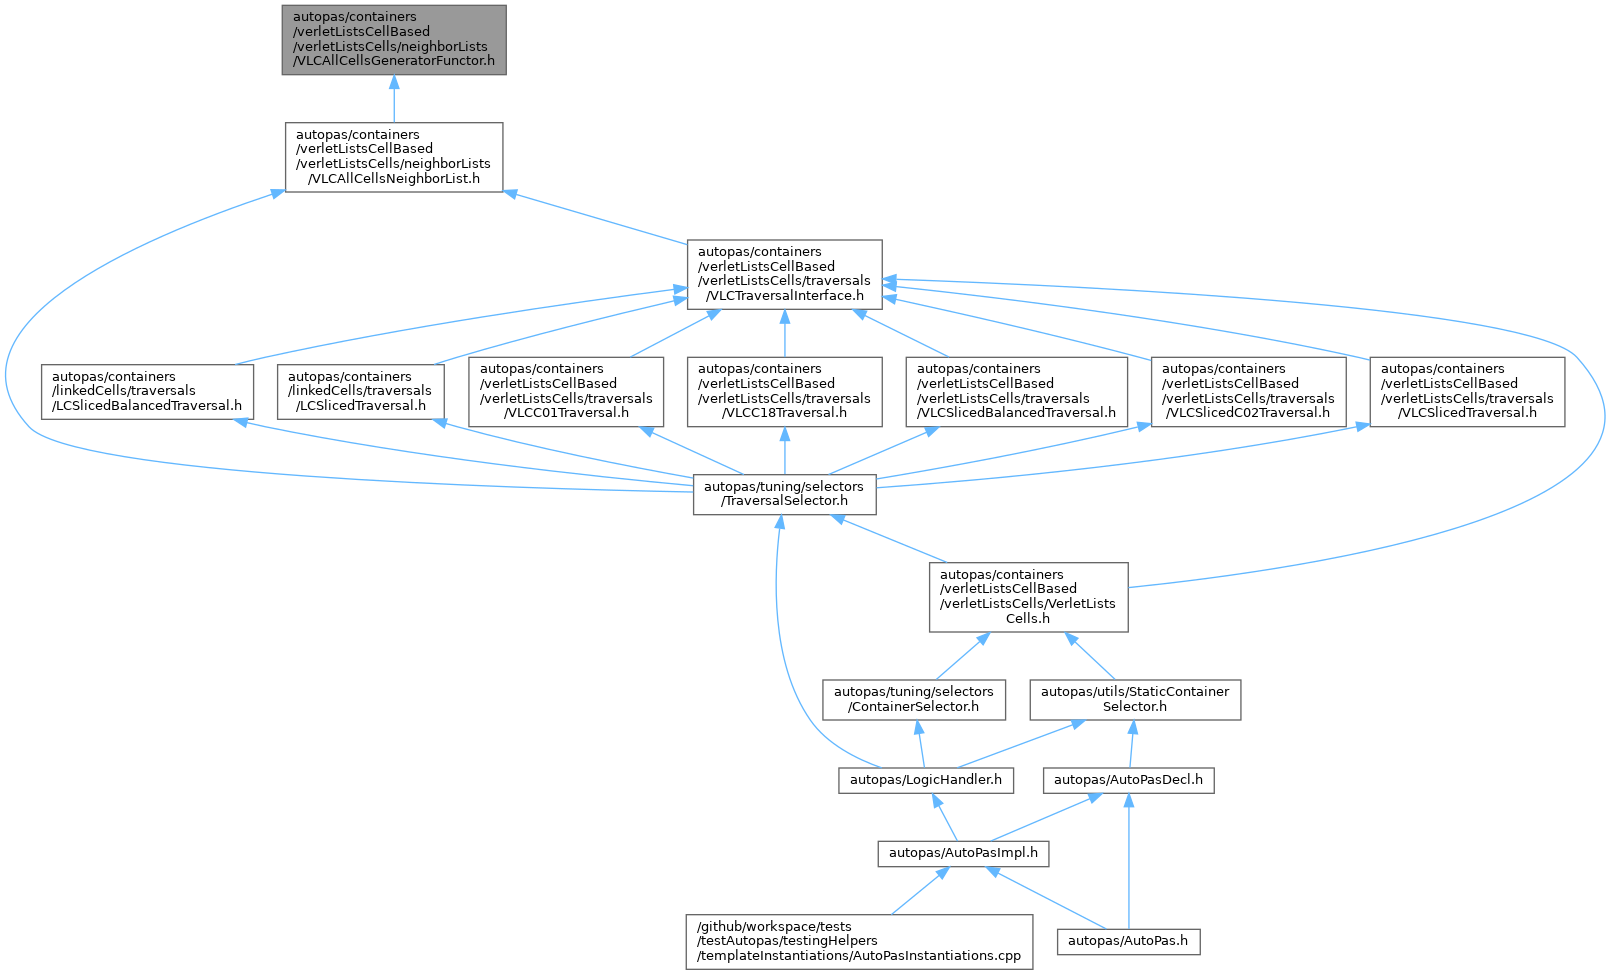 autopas/containers
/verletListsCellBased
/verletListsCells/neighborLists
/VLCAllCellsGeneratorFunctor.h
autopas/containers
/verletListsCellBased
/verletListsCells/neighborLists
/VLCAllCellsNeighborList.h
autopas/containers
/verletListsCellBased
/verletListsCells/traversals
/VLCTraversalInterface.h
autopas/containers
/linkedCells/traversals
/LCSlicedBalancedTraversal.h
autopas/containers
/linkedCells/traversals
/LCSlicedTraversal.h
autopas/containers
/verletListsCellBased
/verletListsCells/traversals
/VLCC01Traversal.h
autopas/containers
/verletListsCellBased
/verletListsCells/traversals
/VLCC18Traversal.h
autopas/containers
/verletListsCellBased
/verletListsCells/traversals
/VLCSlicedBalancedTraversal.h
autopas/containers
/verletListsCellBased
/verletListsCells/traversals
/VLCSlicedC02Traversal.h
autopas/containers
/verletListsCellBased
/verletListsCells/traversals
/VLCSlicedTraversal.h
autopas/tuning/selectors
/TraversalSelector.h
autopas/containers
/verletListsCellBased
/verletListsCells/VerletLists
Cells.h
autopas/tuning/selectors
/ContainerSelector.h
autopas/utils/StaticContainer
Selector.h
autopas/LogicHandler.h
autopas/AutoPasDecl.h
autopas/AutoPasImpl.h
/github/workspace/tests
/testAutopas/testingHelpers
/templateInstantiations/AutoPasInstantiations.cpp
autopas/AutoPas.h